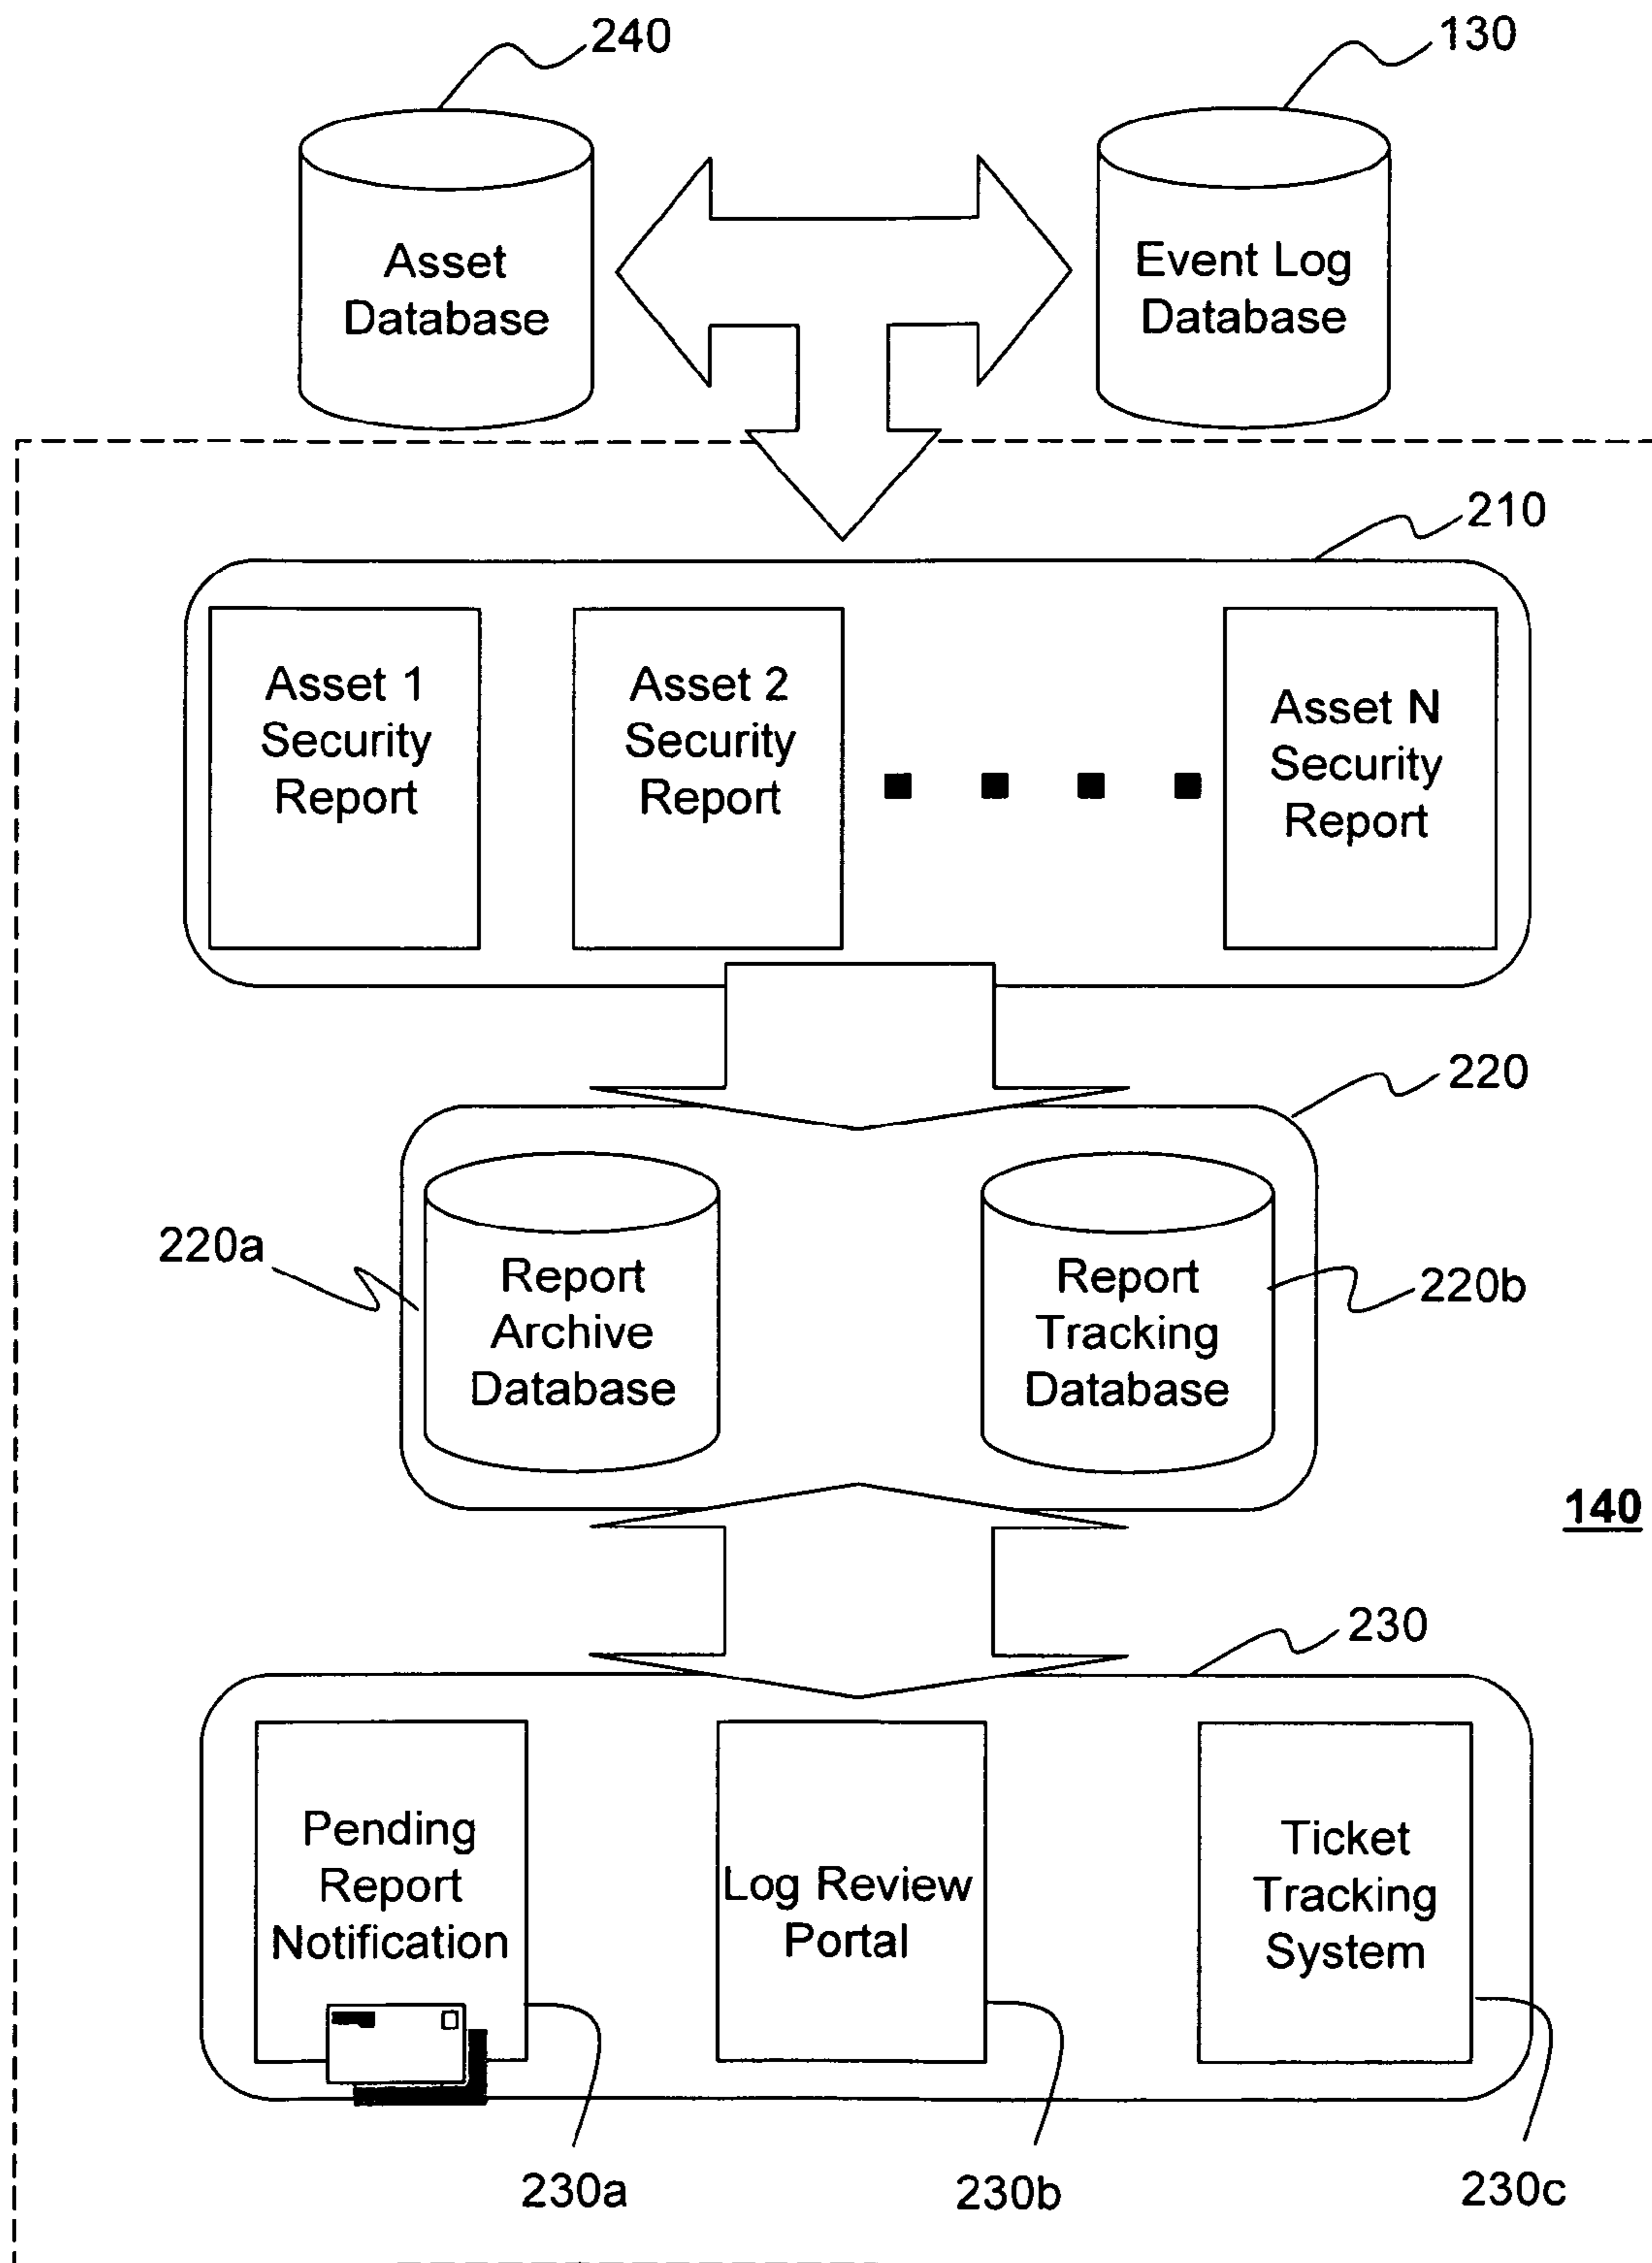 240
130
Asset
Database
Event Log
Database
210
Asset 1
Security
Report
Asset 2
Security
Report
Asset N
Security
Report
220
220a
Report
Archive
Database
Report
Tracking
Database
220b
140
230
Pending
Report
Notification
Log Review
Portal
Ticket
Tracking
System
230a
230b
230c